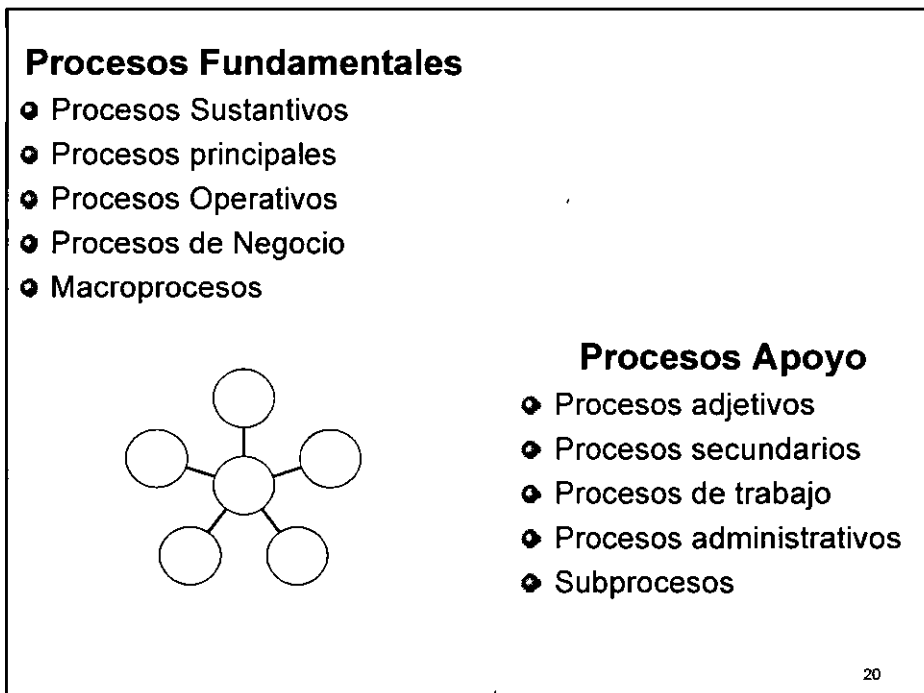 Procesos Fundamentales
Procesos Sustantivos
Procesos principales
Procesos Operativos
Procesos de Negocio
Macroprocesos
Procesos Apoyo
Procesos adjetivos
Procesos secundarios
Procesos de trabajo
Procesos administrativos
Subprocesos
20